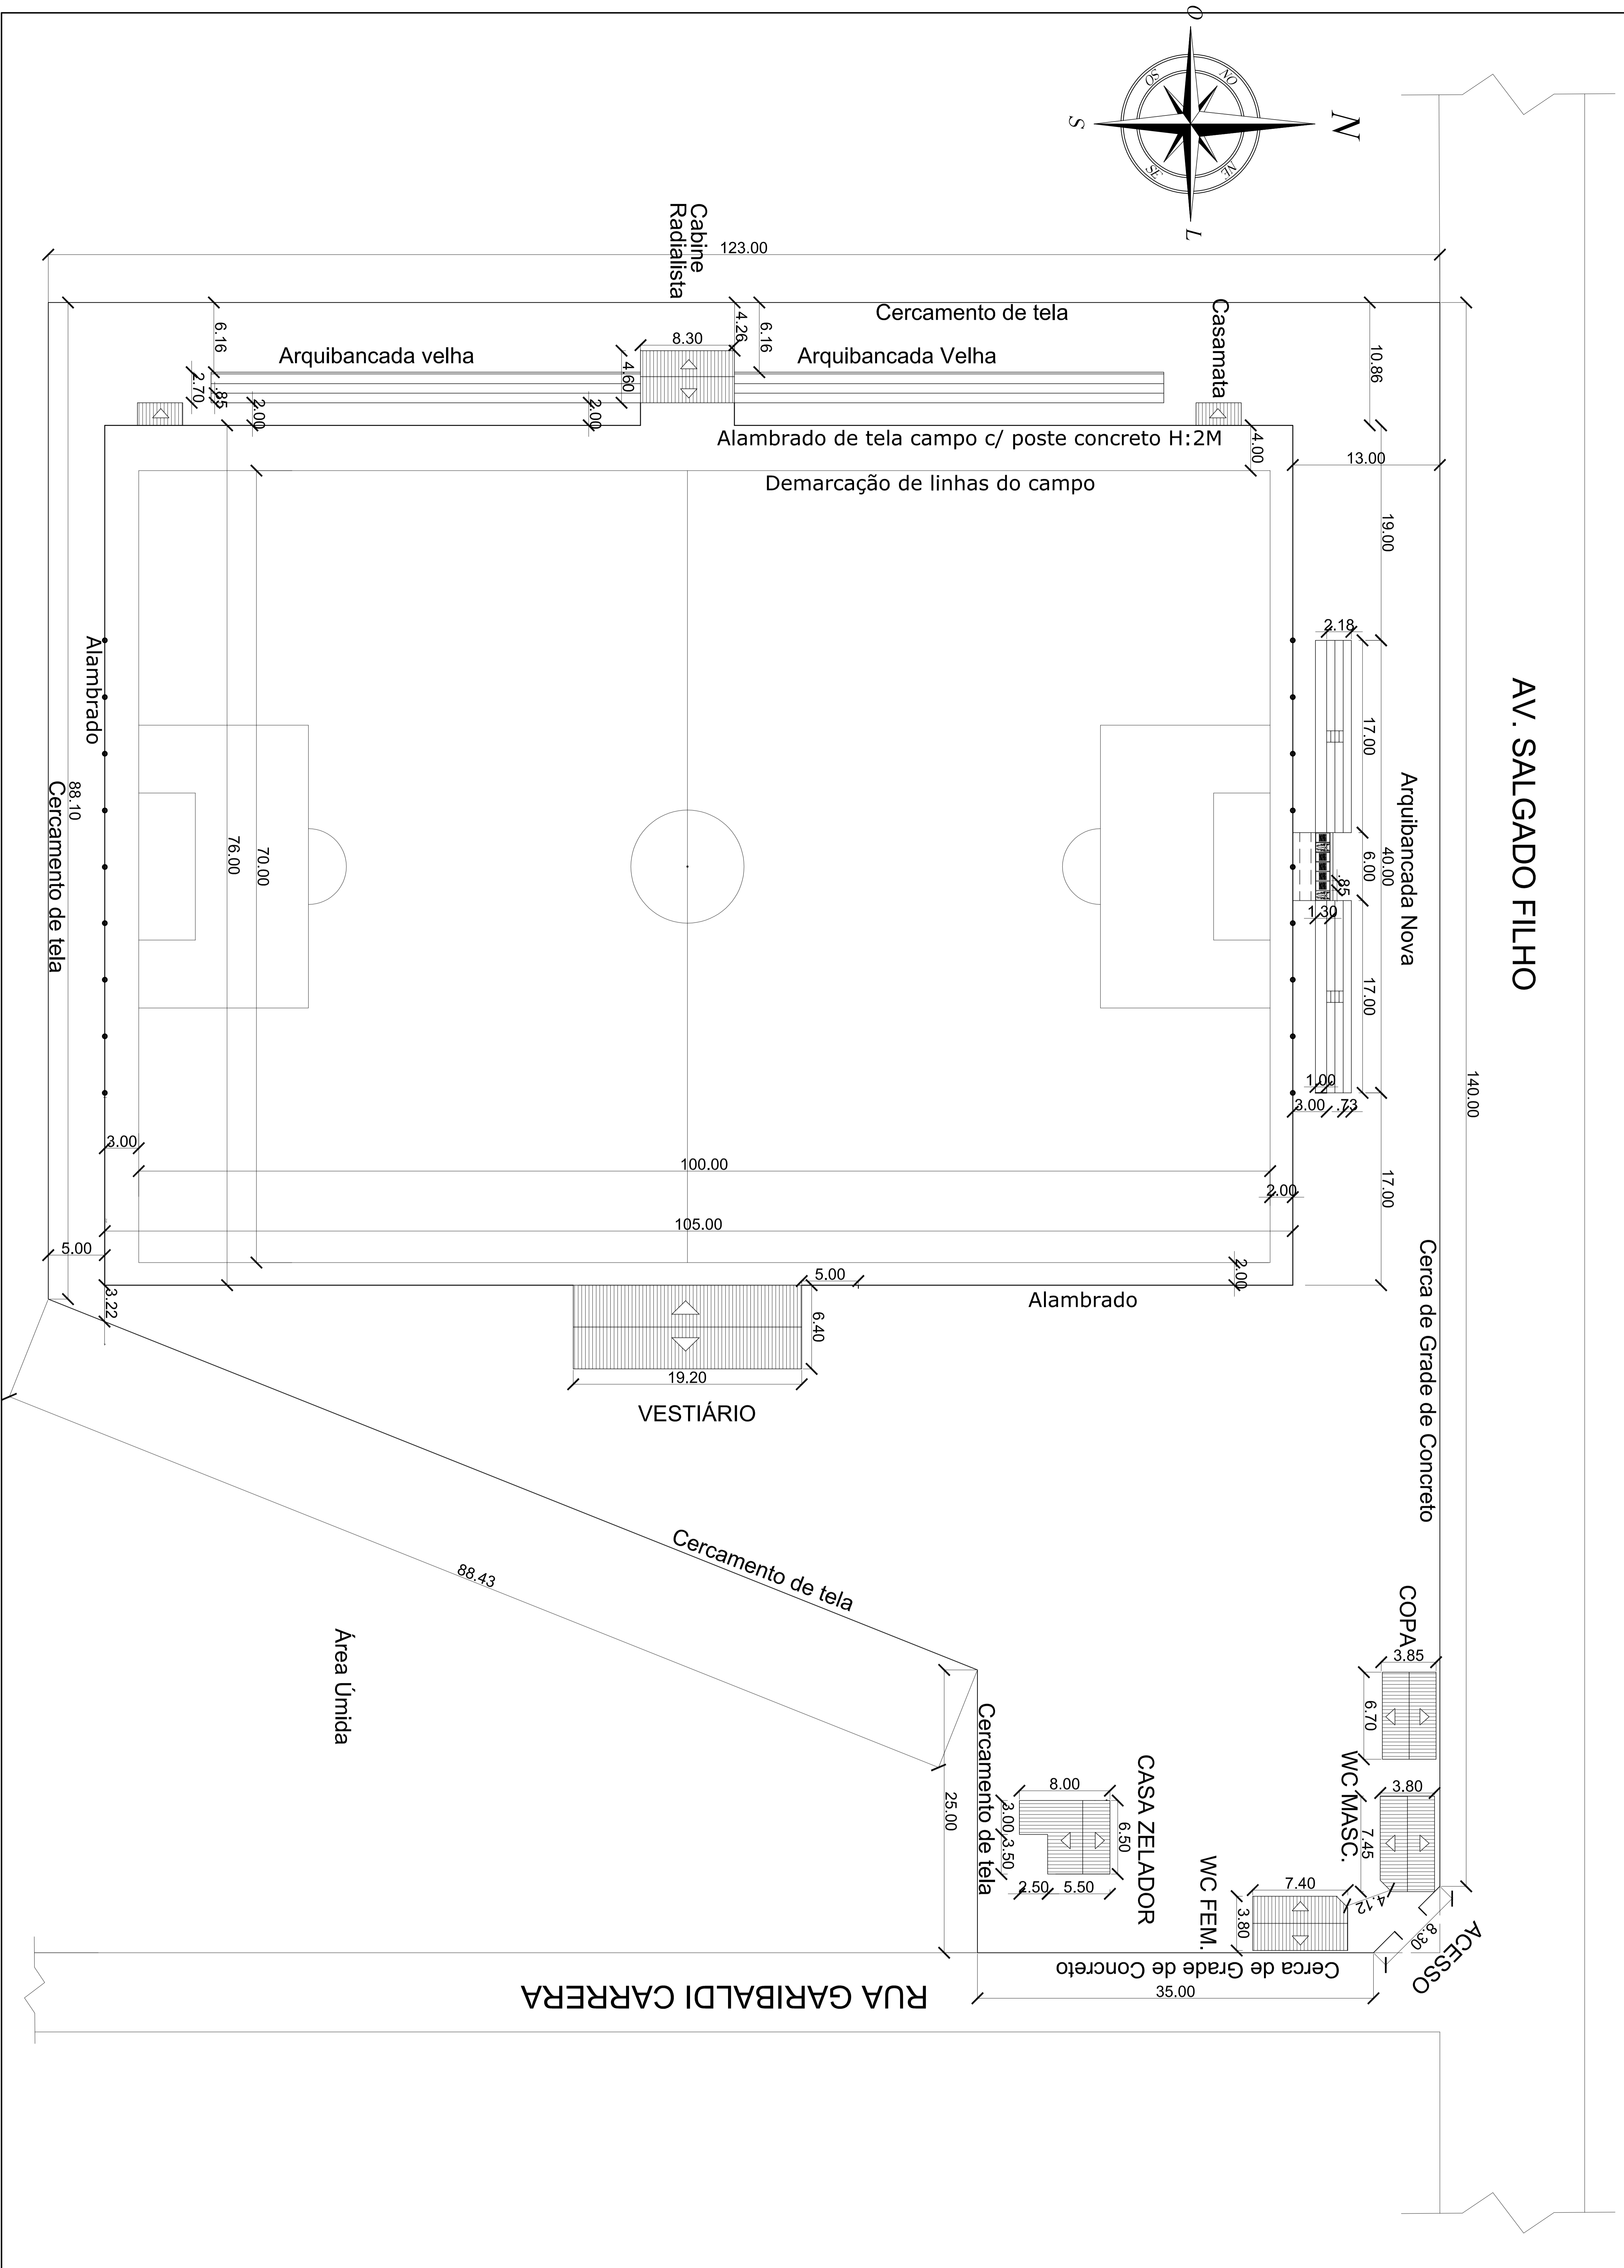 O
NO
N
NE
L
SE
S
SO
123.00
Cabine
Radialista
Cercamento de tela
Casamata
6.16
4.26
6.16
10.86
8.30
4.60
Arquibancada velha
Arquibancada Velha
2.70
.85
2.00
2.00
Alambrado de tela campo c/ poste concreto H:2M
4.00
13.00
Demarcação de linhas do campo
19.00
AV. SALGADO FILHO
2.18
17.00
Arquibancada Nova
40.00
6.00
.85
1.30
17.00
1.00
3.00
.73
17.00
140.00
Alambrado
88.10
Cercamento de tela
76.00
70.00
3.00
100.00
2.00
105.00
5.00
2.00
3.22
5.00
Alambrado
6.40
19.20
VESTIÁRIO
Cerca de Grade de Concreto
Cercamento de tela
88.43
Área Úmida
COPA
3.85
6.70
WC MASC.
3.80
7.45
25.00
Cercamento de tela
CASA ZELADOR
8.00
3.00
3.50
6.50
2.50
5.50
WC FEM.
7.40
3.80
4.12
8.30
ACESSO
Cerca de Grade de Concreto
35.00
RUA GARIBALDI CARRERA